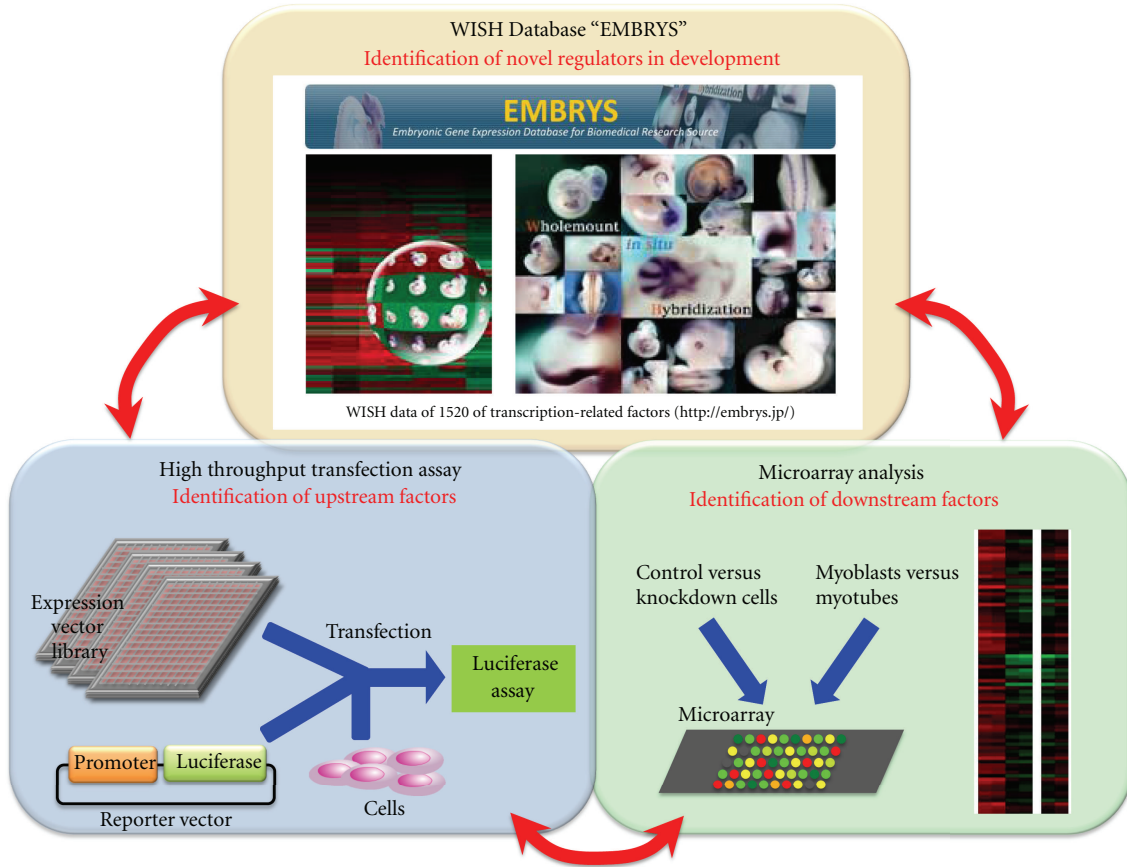 WISH Database “EMBRYS”
Identification of novel regulators in development
EMBRYS
Embryonic Gene Expression Database for Biomedical Research Source
Wholemount
in situ
Hybridization
WISH data of 1520 of transcription-related factors (http://embrys.jp/)
High throughput transfection assay
Identification of upstream factors
Expression
vector
library
Transfection
Luciferase
assay
Promoter
Luciferase
Reporter vector
Cells
Microarray analysis
Identification of downstream factors
Control versus
knockdown cells
Myoblasts versus
myotubes
Microarray